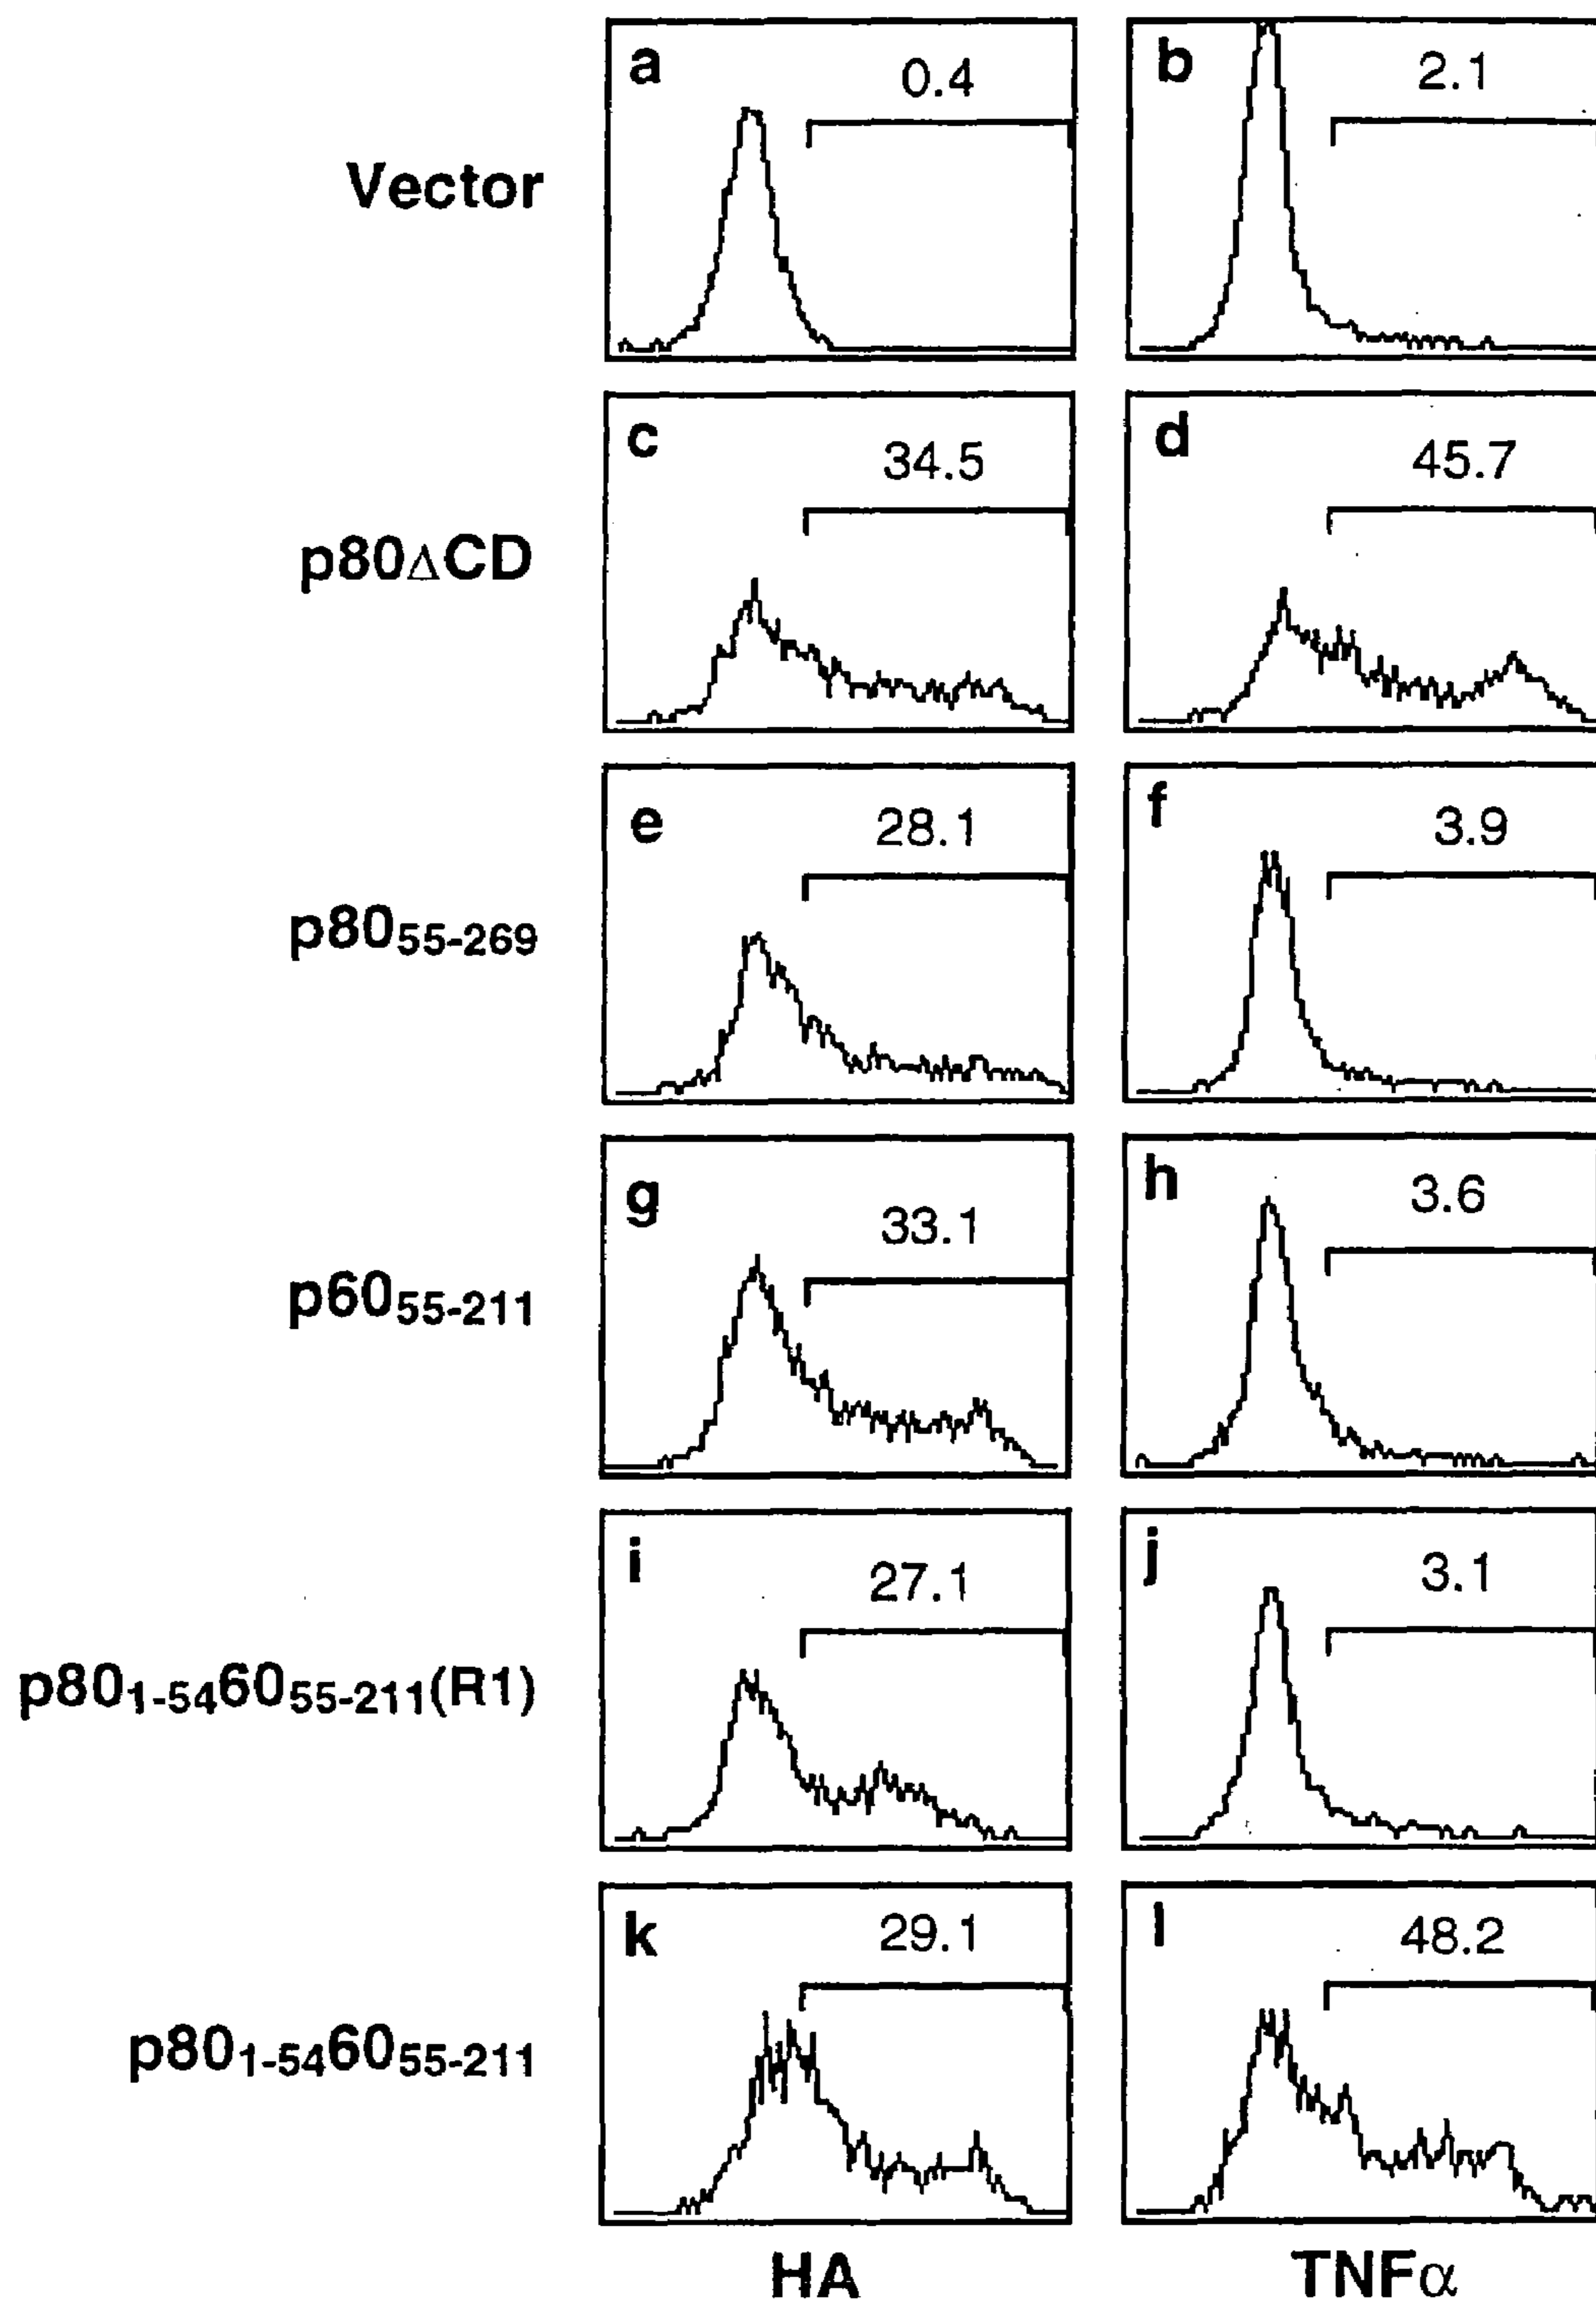 a 0.4 b 2.1
Vector
c 34.5 d 45.7
p80ΔCD
e 28.1 f 3.9
p80₅₅₋₂₆₉
g 33.1 h 3.6
p60₅₅₋₂₁₁
i 27.1 j 3.1
p80₁₋₅₄60₅₅₋₂₁₁(R1)
k 29.1 l 48.2
p80₁₋₅₄60₅₅₋₂₁₁
HA TNFα